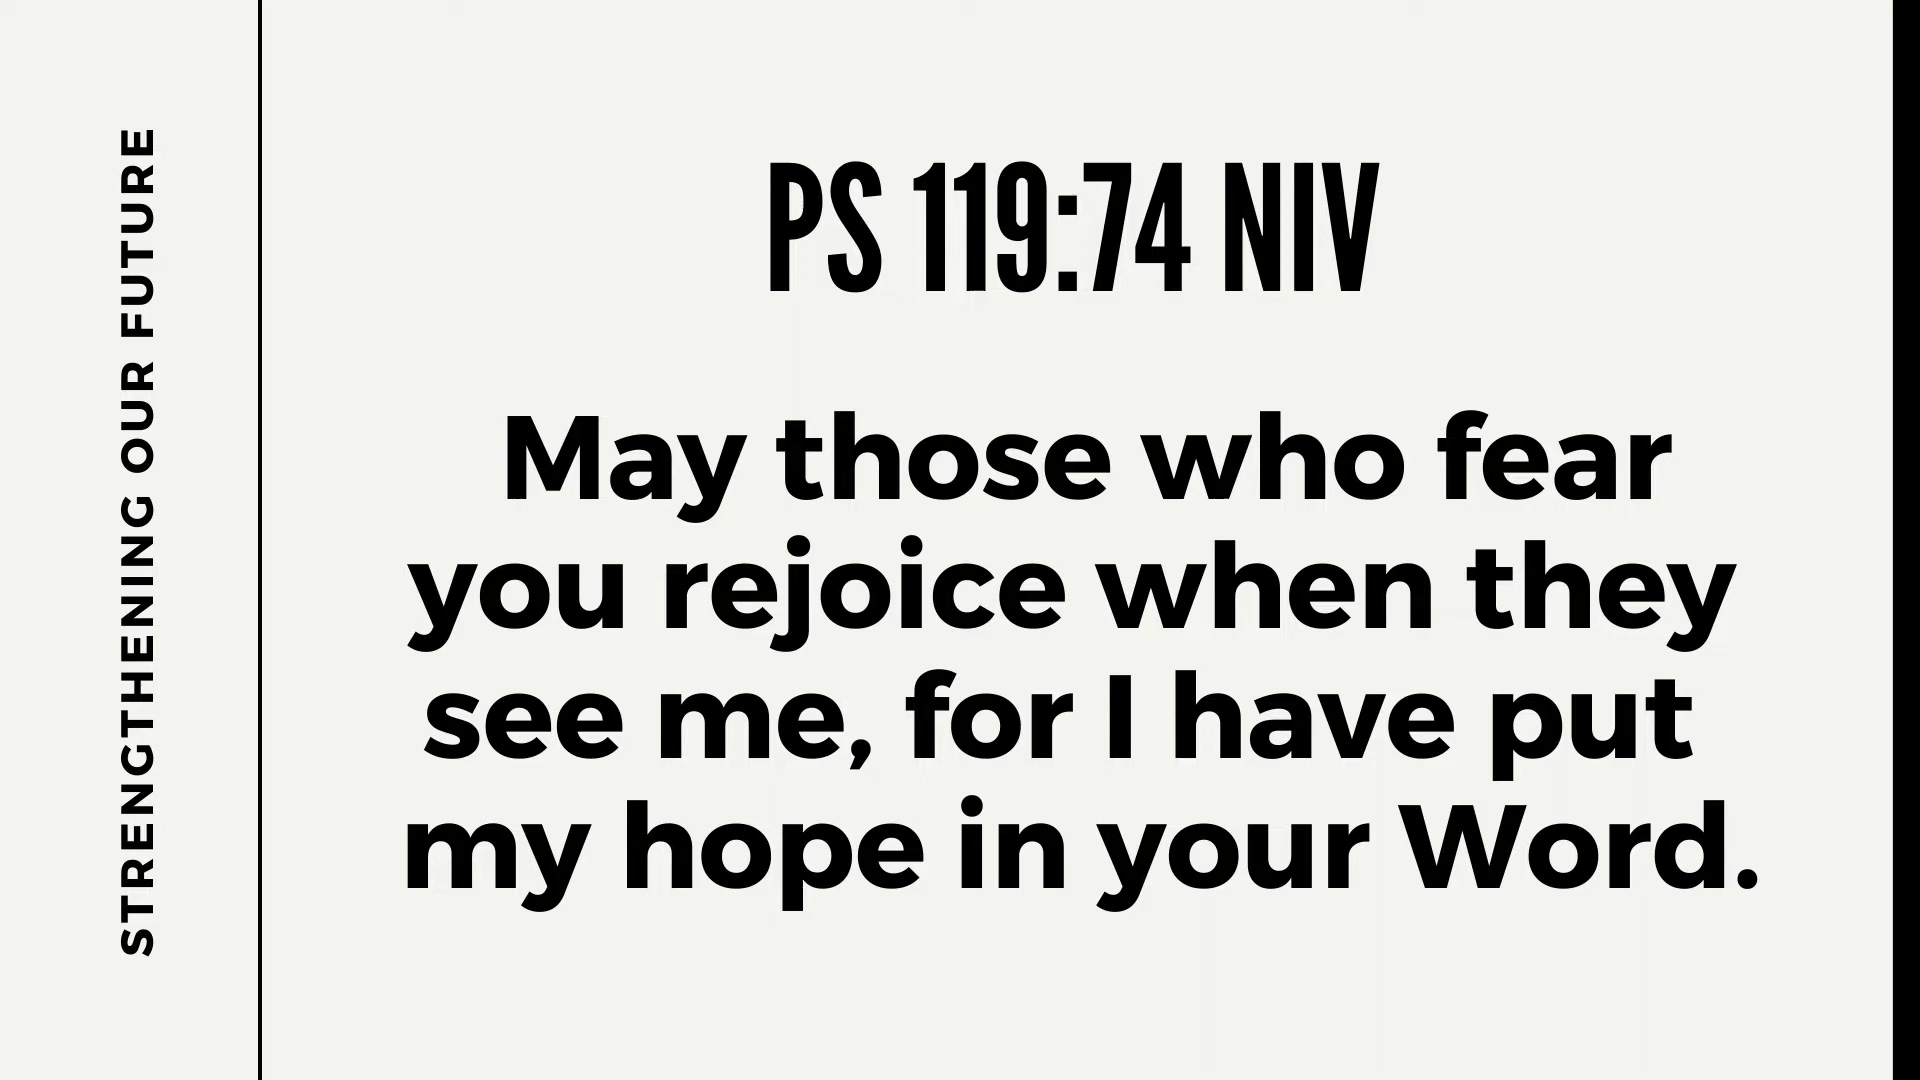 STRENGTHENING OUR FUTURE
PS 119:74 NIV
May those who fear
you rejoice when they
see me, for I have put
my hope in your Word.